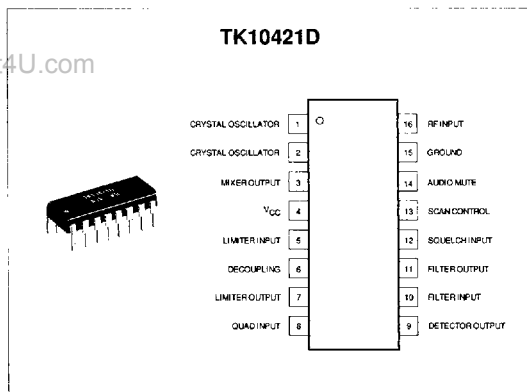 TK10421D
t4U.com
CRYSTAL OSCILLATOR 1
16 RF INPUT
CRYSTAL OSCILLATOR 2
15 GROUND
MIXER OUTPUT 3
14 AUDIO MUTE
VCC 4
13 SCAN CONTROL
LIMITER INPUT 5
12 SQUELCH INPUT
DECOUPLING 6
11 FILTER OUTPUT
LIMITER OUTPUT 7
10 FILTER INPUT
QUAD INPUT 8
9 DETECTOR OUTPUT